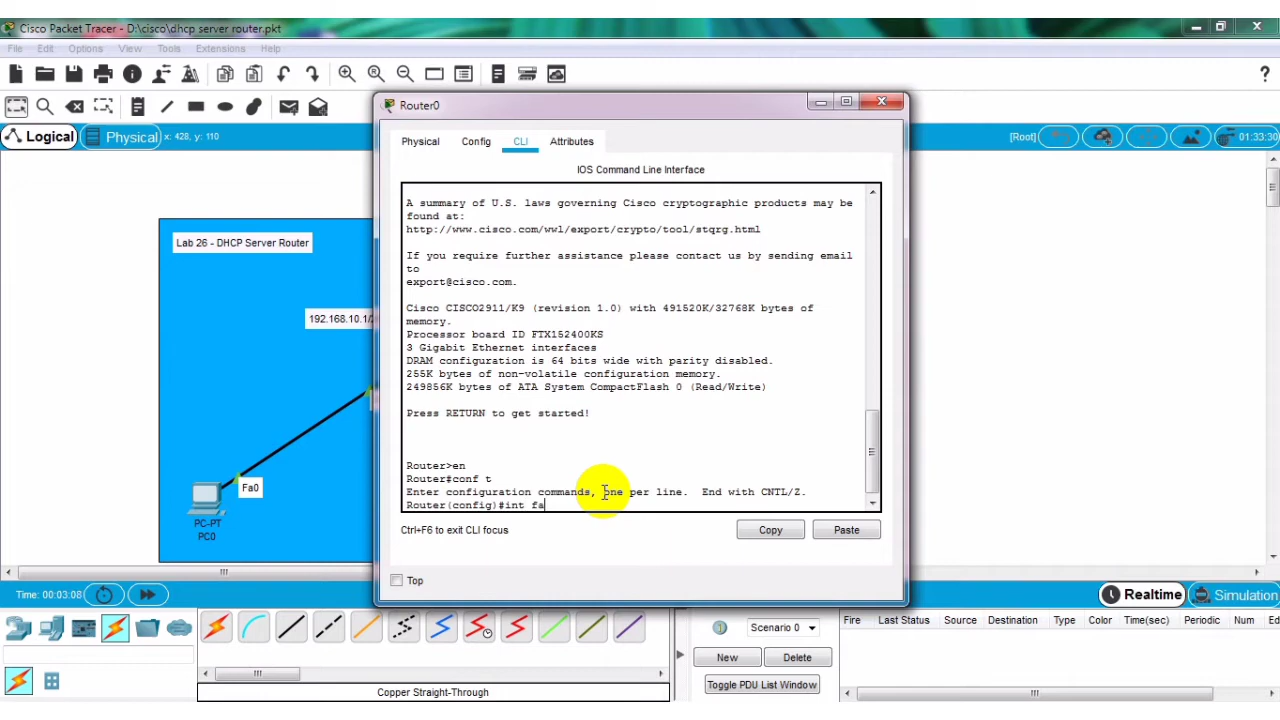 Cisco Packet Tracer - D:\cisco\dhcp server router.pkt
File Edit Options View Tools Extensions Help
?
Logical
Physical
x: 428, y: 110
[Root]
01:33:30
Lab 26 - DHCP Server Router
192.168.10.1/2
Fa0
PC-PT
PC0
Router0
Physical Config CLI Attributes
IOS Command Line Interface
A summary of U.S. laws governing Cisco cryptographic products may be
found at:
http://www.cisco.com/wwl/export/crypto/tool/stqrg.html
If you require further assistance please contact us by sending email
to
export@cisco.com.
Cisco CISCO2911/K9 (revision 1.0) with 491520K/32768K bytes of
memory.
Processor board ID FTX152400KS
3 Gigabit Ethernet interfaces
DRAM configuration is 64 bits wide with parity disabled.
255K bytes of non-volatile configuration memory.
249856K bytes of ATA System CompactFlash 0 (Read/Write)
Press RETURN to get started!
Router>en
Router#conf t
Enter configuration commands, one per line.  End with CNTL/Z.
Router(config)#int fa
Ctrl+F6 to exit CLI focus
Copy
Paste
Top
Time: 00:03:08
Realtime
Simulation
Scenario 0
New
Delete
Toggle PDU List Window
Fire Last Status Source Destination Type Color Time(sec) Periodic Num Ed
Copper Straight-Through